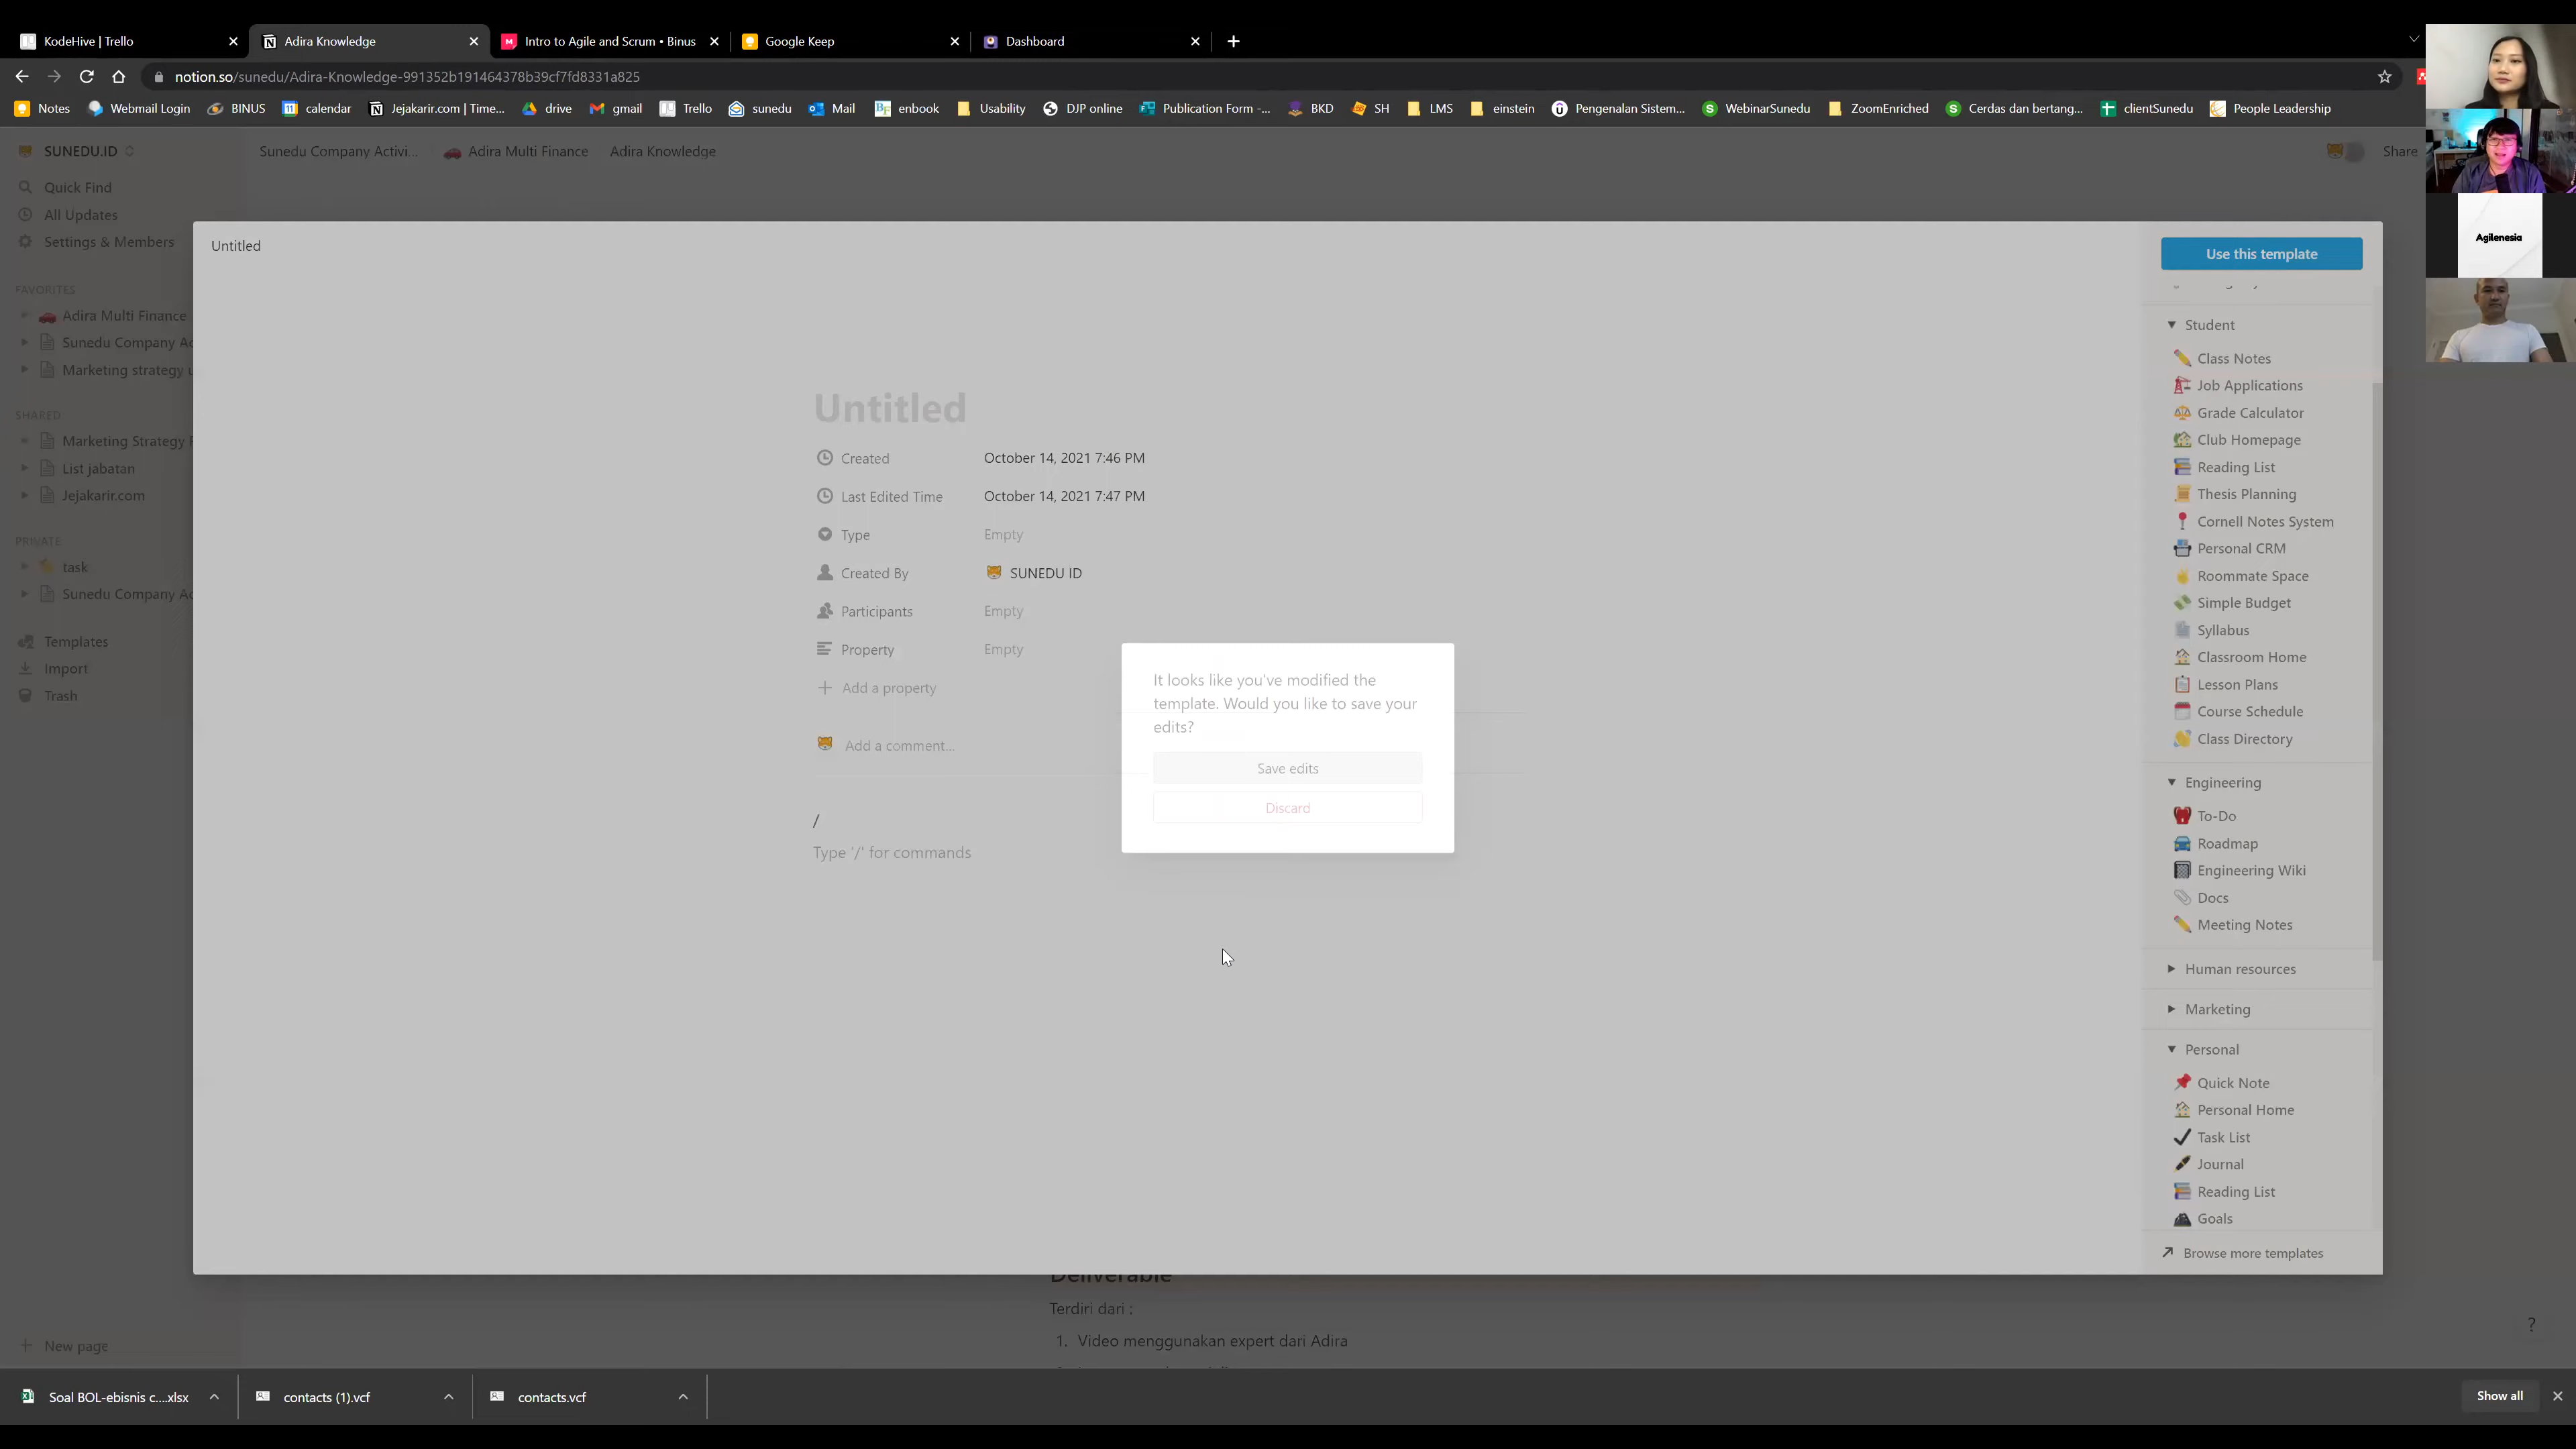 KodeHive | Trello
Adira Knowledge
Intro to Agile and Scrum • Binus
Google Keep
Dashboard
notion.so/sunedu/Adira-Knowledge-991352b191464378b39cf7fd8331a825
Notes
Webmail Login
BINUS
calendar
Jejakarir.com | Time...
drive
gmail
Trello
sunedu
Mail
enbook
Usability
DJP online
Publication Form -...
BKD
SH
LMS
einstein
Pengenalan Sistem...
WebinarSunedu
ZoomEnriched
Cerdas dan bertang...
clientSunedu
People Leadership
SUNEDU.ID
Sunedu Company Activi...
Adira Multi Finance
Adira Knowledge
Share
Quick Find
All Updates
Settings & Members
FAVORITES
Adira Multi Finance
Sunedu Company Ac
Marketing strategy u
SHARED
Marketing Strategy
List jabatan
Jejakarir.com
PRIVATE
task
Sunedu Company Ac
Templates
Import
Trash
New page
Untitled
Untitled
Created October 14, 2021 7:46 PM
Last Edited Time October 14, 2021 7:47 PM
Type Empty
Created By SUNEDU ID
Participants Empty
Property Empty
Add a property
Add a comment...
/
Type '/' for commands
It looks like you've modified the
template. Would you like to save your
edits?
Save edits
Discard
Use this template
Student
Class Notes
Job Applications
Grade Calculator
Club Homepage
Reading List
Thesis Planning
Cornell Notes System
Personal CRM
Roommate Space
Simple Budget
Syllabus
Classroom Home
Lesson Plans
Course Schedule
Class Directory
Engineering
To-Do
Roadmap
Engineering Wiki
Docs
Meeting Notes
Human resources
Marketing
Personal
Quick Note
Personal Home
Task List
Journal
Reading List
Goals
Browse more templates
Agilenesia
Deliverable
Terdiri dari :
1. Video menggunakan expert dari Adira
?
Soal BOL-ebisnis c....xlsx
contacts (1).vcf
contacts.vcf
Show all